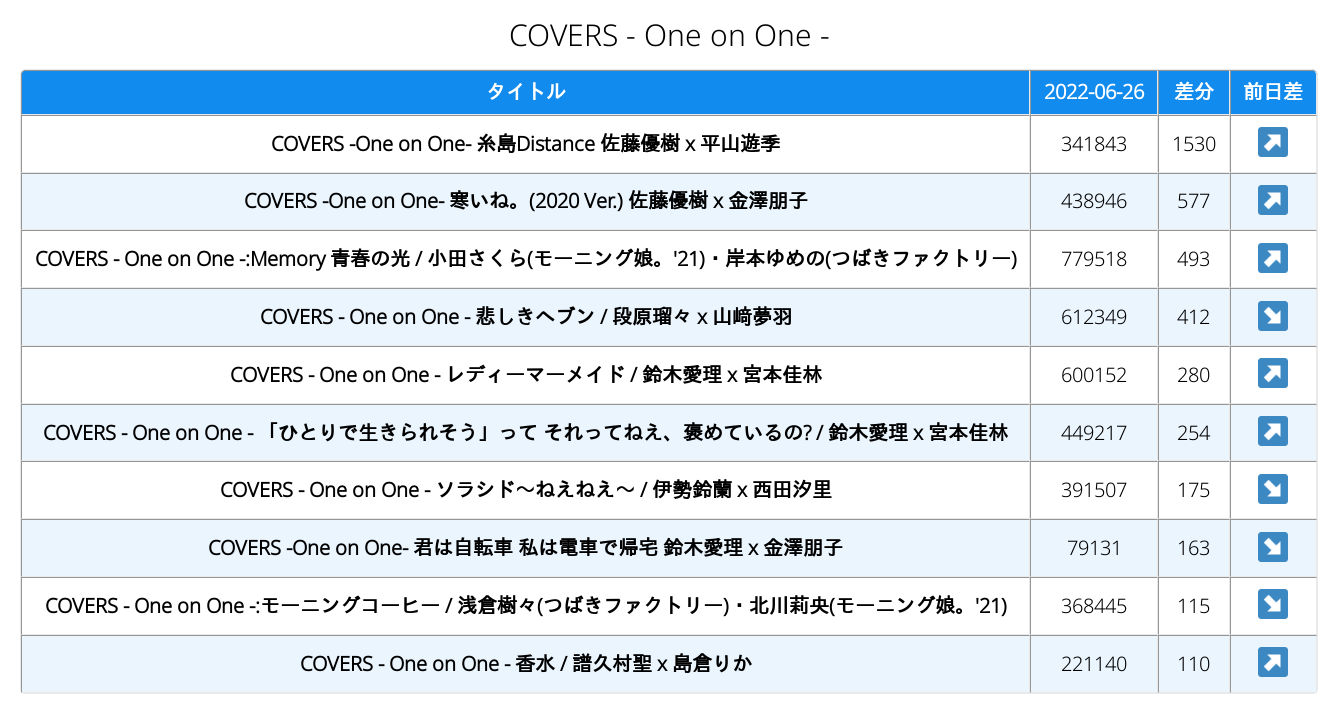 COVERS - One on One -
タイトル 2022-06-26 差分 前日差
COVERS -One on One- 糸島Distance 佐藤優樹 x 平山遊季 341843 1530
COVERS -One on One- 寒いね。(2020 Ver.) 佐藤優樹 x 金澤朋子 438946 577
COVERS - One on One -:Memory 青春の光 / 小田さくら(モーニング娘。'21)・岸本ゆめの(つばきファクトリー) 779518 493
COVERS - One on One - 悲しきヘブン / 段原瑠々 x 山﨑夢羽 612349 412
COVERS - One on One - レディーマーメイド / 鈴木愛理 x 宮本佳林 600152 280
COVERS - One on One - 「ひとりで生きられそう」って それってねえ、褒めているの? / 鈴木愛理 x 宮本佳林 449217 254
COVERS - One on One - ソラシド〜ねえねえ〜 / 伊勢鈴蘭 x 西田汐里 391507 175
COVERS -One on One- 君は自転車 私は電車で帰宅 鈴木愛理 x 金澤朋子 79131 163
COVERS - One on One -:モーニングコーヒー / 浅倉樹々(つばきファクトリー)・北川莉央(モーニング娘。'21) 368445 115
COVERS - One on One - 香水 / 譜久村聖 x 島倉りか 221140 110